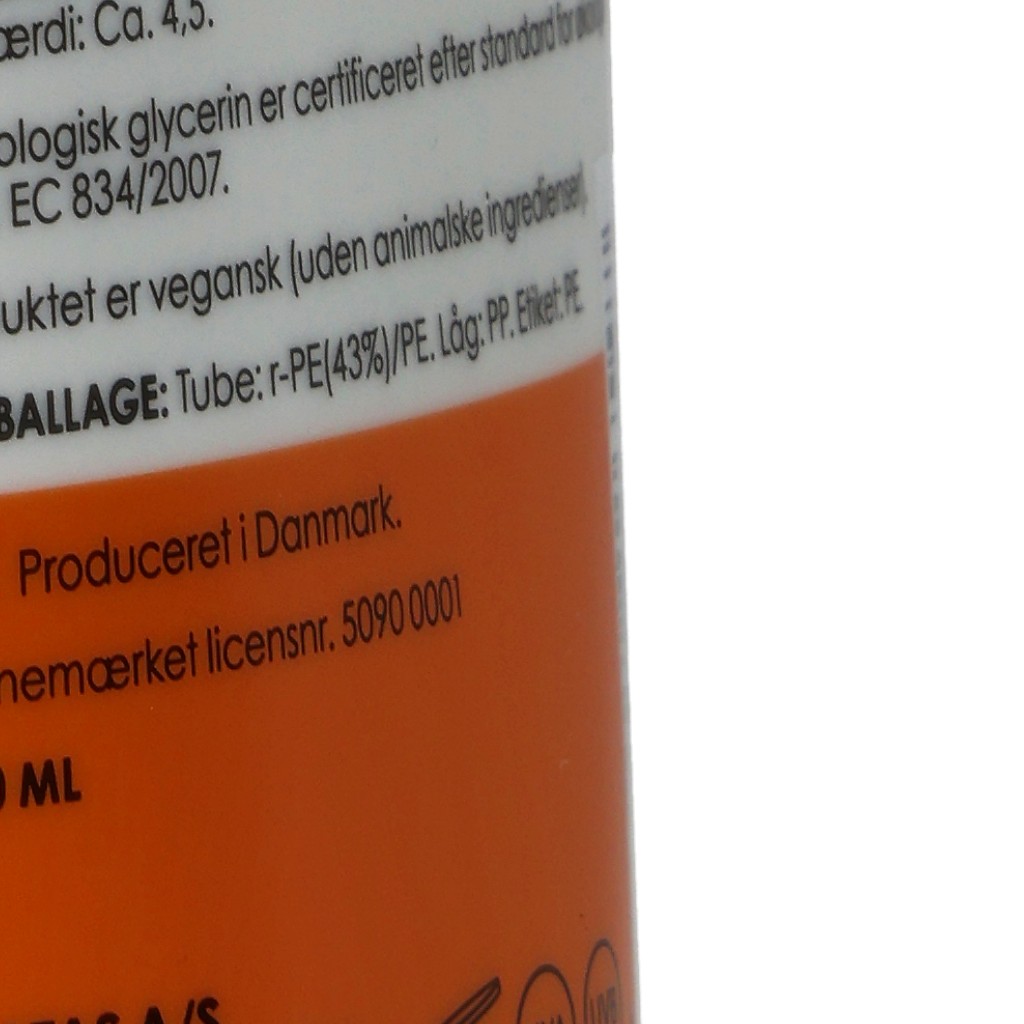 ærdi: Ca. 4,5.
ologisk glycerin er certificeret efter standard for
EC 834/2007.
uktet er vegansk (uden animalske ingredienser).
BALLAGE: Tube: r-PE(43%)/PE. Låg: PP. Etiket: PE.
Produceret i Danmark.
nemærket licensnr. 5090 0001
ML
A/S